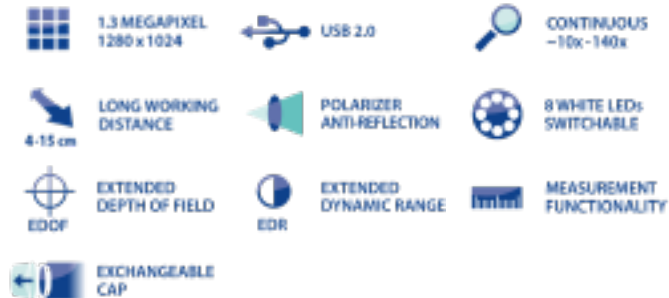 1.3 MEGAPIXEL
1280 x 1024
USB 2.0
CONTINUOUS
~10x-140x
4-15 cm
LONG WORKING
DISTANCE
POLARIZER
ANTI-REFLECTION
8 WHITE LEDs
SWITCHABLE
EDOF
EXTENDED
DEPTH OF FIELD
EDR
EXTENDED
DYNAMIC RANGE
MEASUREMENT
FUNCTIONALITY
EXCHANGEABLE
CAP